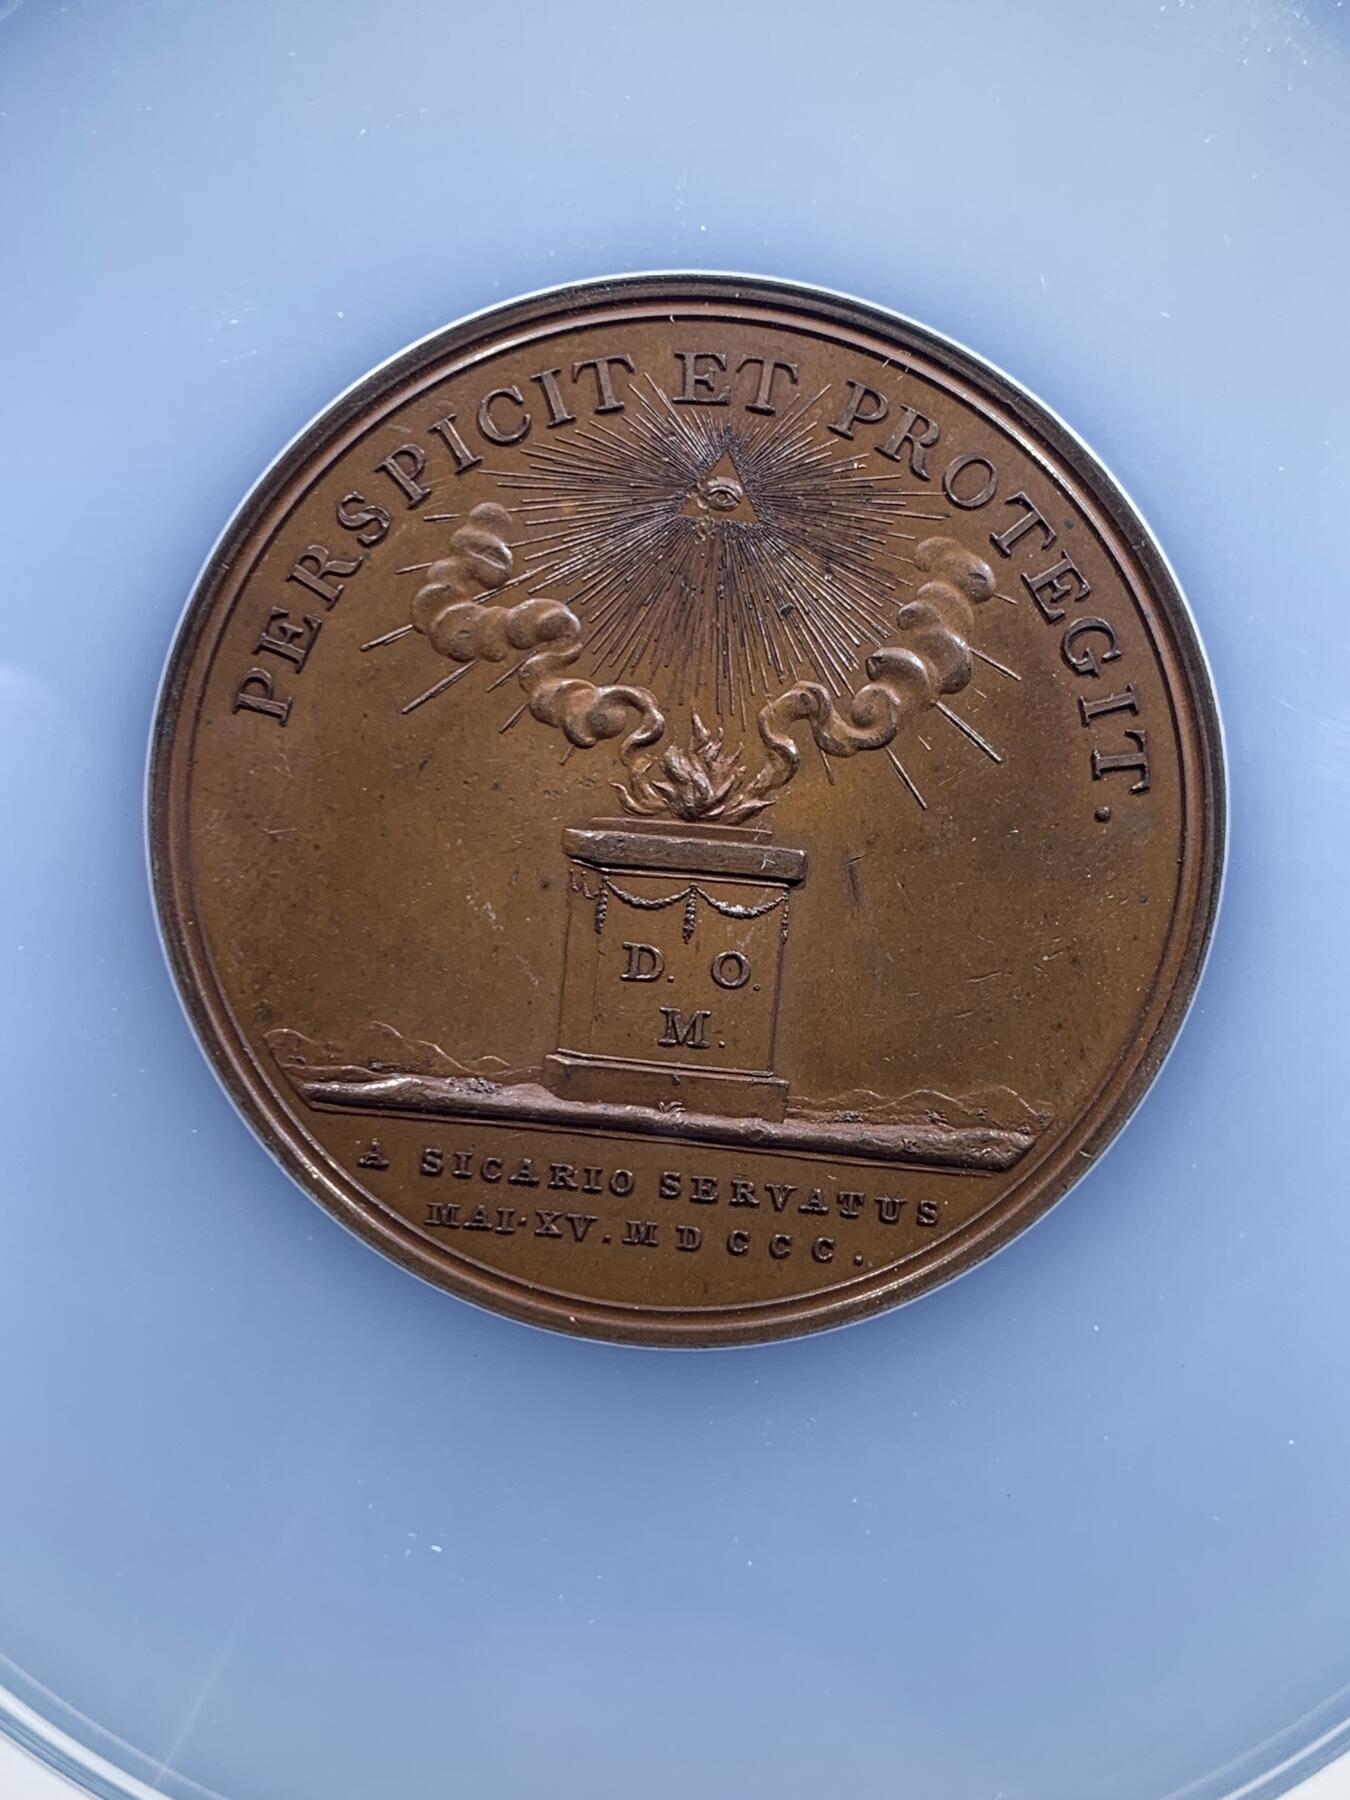 PERSPICIT ET PROTEGIT.
D. O.
M.
A SICARIO SERVATUS
MAI·XV.MDCCC.